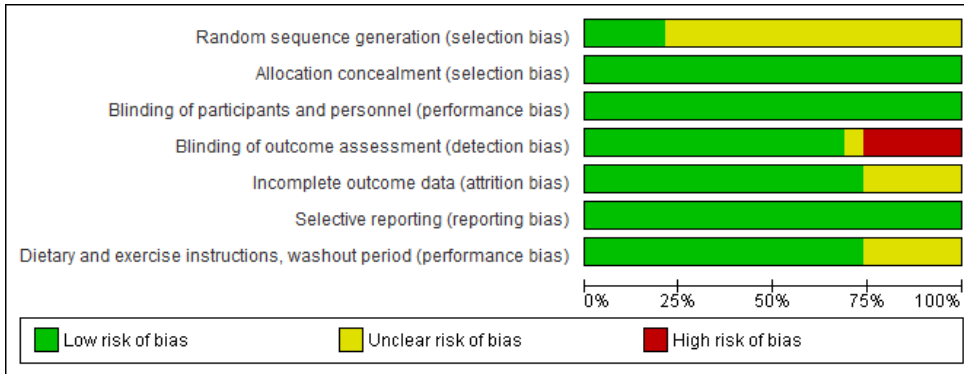 Random sequence generation (selection bias)
Allocation concealment (selection bias)
Blinding of participants and personnel (performance bias)
Blinding of outcome assessment (detection bias)
Incomplete outcome data (attrition bias)
Selective reporting (reporting bias)
Dietary and exercise instructions, washout period (performance bias)
0% 25% 50% 75% 100%
Low risk of bias Unclear risk of bias High risk of bias